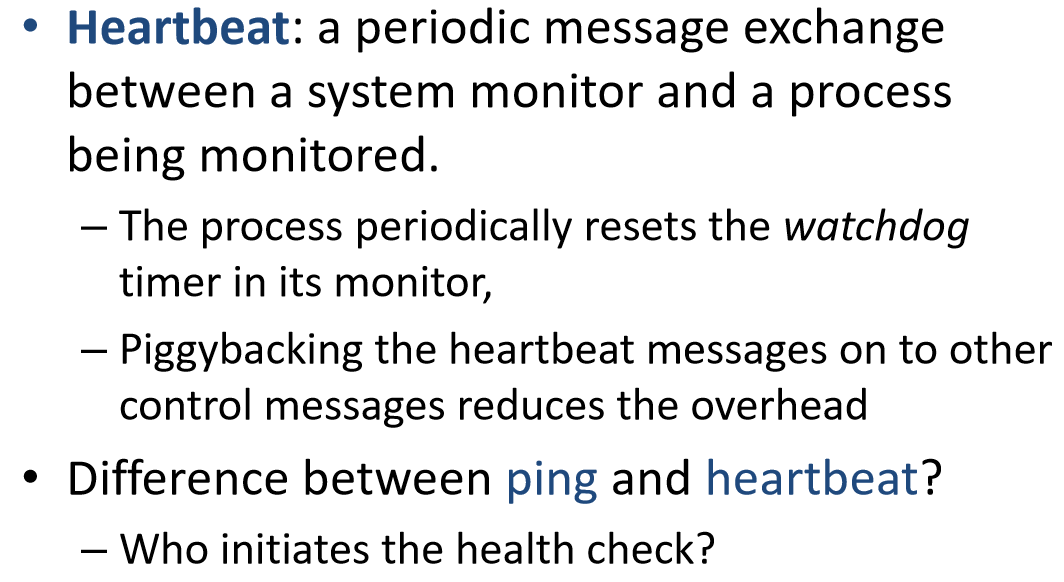 • Heartbeat: a periodic message exchange
between a system monitor and a process
being monitored.
– The process periodically resets the watchdog
timer in its monitor,
– Piggybacking the heartbeat messages on to other
control messages reduces the overhead
• Difference between ping and heartbeat?
– Who initiates the health check?